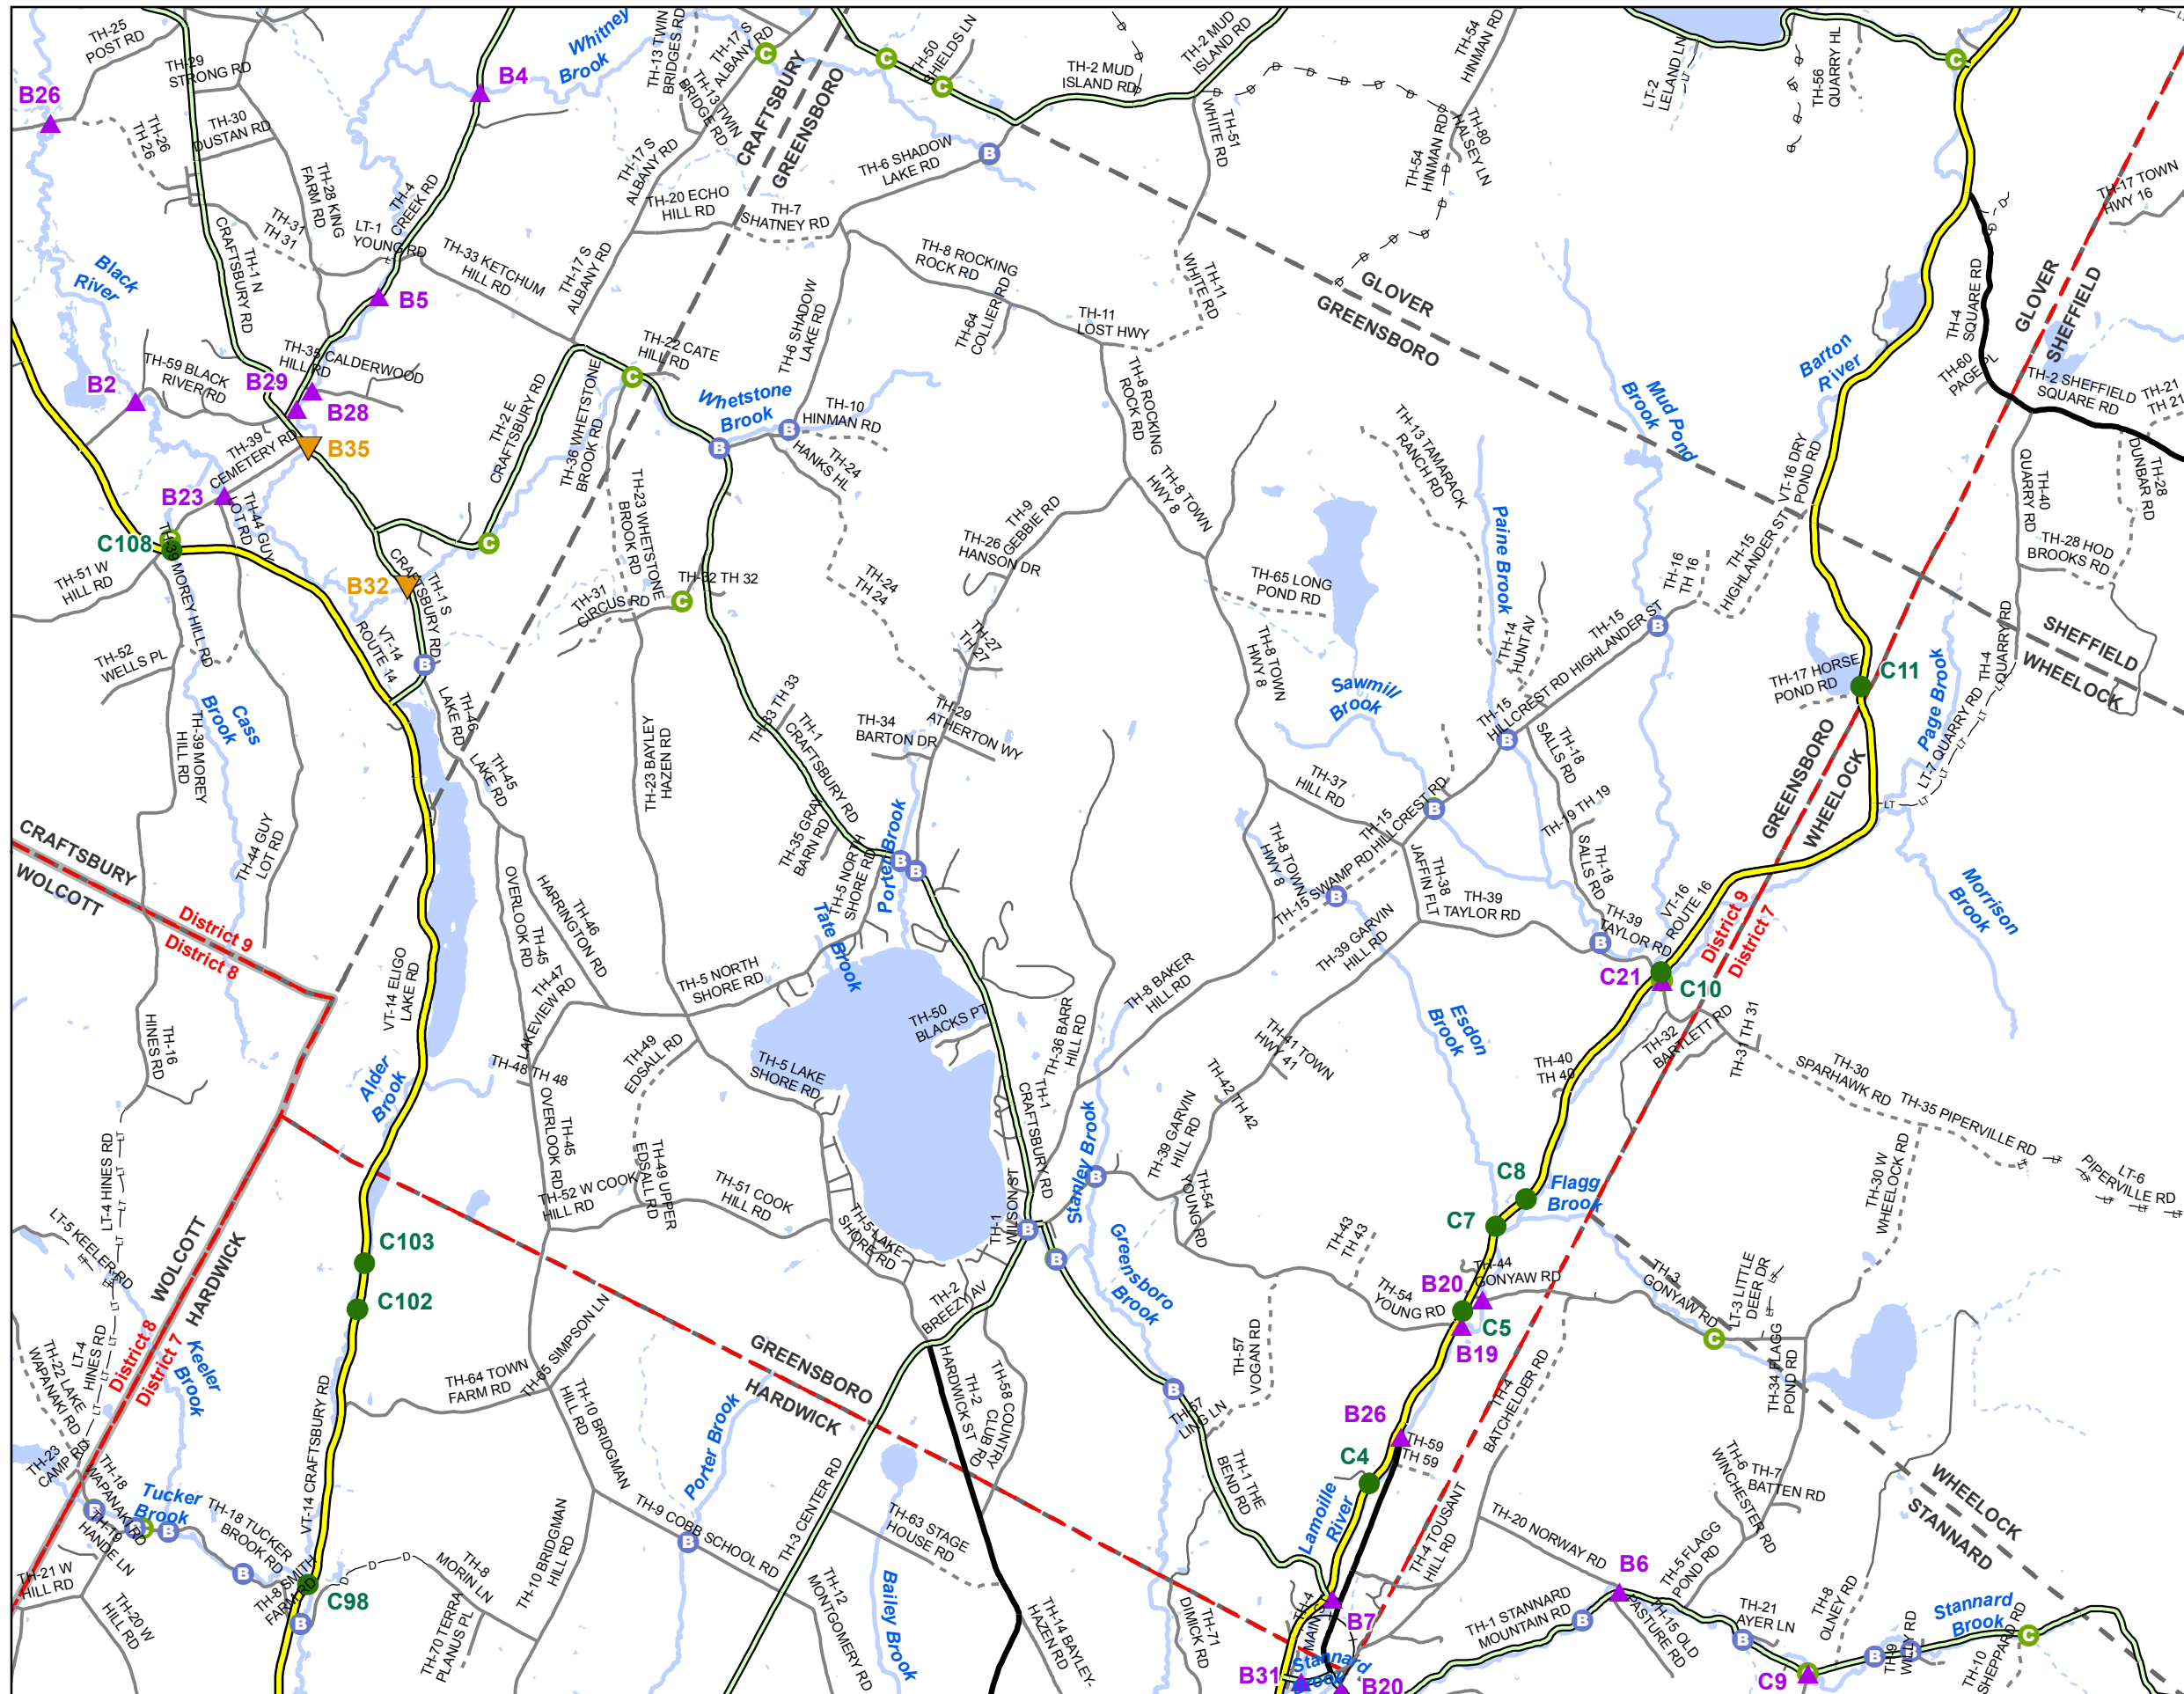 TH-25
POST RD
TH-29
STRONG RD
B26
TH-26
TH 26
TH-30
DUSTAN RD
TH-28 KING
FARM RD
TH-31
TH 31
LT-1
YOUNG RD
TH-4
CREEK RD
B4
Whitney
Brook
TH-13 TWIN
BRIDGES RD
TH-17 S
ALBANY RD
TH-13 TWIN
BRIDGE RD
CRAFTSBURY
GREENSBORO
TH-50
SHIELDS LN
TH-2 MUD
ISLAND RD
TH-2 MUD
ISLAND RD
TH-54
HINMAN RD
LT-2
LELAND LN
TH-56
QUARRY HL
TH-17 S
ALBANY RD
TH-20 ECHO
HILL RD
TH-7
SHATNEY RD
TH-6 SHADOW
LAKE RD
TH-51
WHITE RD
TH-54
HINMAN RD
TH-80
HALSEY LN
TH-17 TOWN
HWY 16
Black
River
TH-1 N
CRAFTSBURY RD
B5
TH-33 KETCHUM
HILL RD
TH-17 S
ALBANY RD
TH-8 ROCKING
ROCK RD
TH-64
COLLIER RD
TH-11
WHITE RD
TH-11
LOST HWY
GLOVER
GREENSBORO
GLOVER
SHEFFIELD
TH-4
SQUARE RD
TH-60
PAGE PL
TH-2 SHEFFIELD
SQUARE RD
TH-21
TH 21
Barton
River
B2
TH-59 BLACK
RIVER RD
B29
TH-35 CALDERWOOD
HILL RD
B28
B35
TH-39
CEMETERY RD
B23
TH-2 E
CRAFTSBURY RD
TH-22 CATE
HILL RD
TH-36 WHETSTONE
BROOK RD
TH-6 SHADOW
LAKE RD
Whetstone
Brook
TH-10
HINMAN RD
TH-24
HANKS HL
TH-8 ROCKING
ROCK RD
TH-8 TOWN
HWY 8
TH-13 TAMARACK
RANCH RD
Mud Pond
Brook
VT-16 DRY
POND RD
TH-40
QUARRY RD
TH-28
DUNBAR RD
TH-28 HOD
BROOKS RD
C108
TH-39 MOREY HILL RD
TH-44 GUY
LOT RD
TH-51 W
HILL RD
TH-52
WELLS PL
B32
TH-1 S
CRAFTSBURY RD
VT-14
ROUTE 14
TH-23 WHETSTONE
BROOK RD
TH-32 TH 32
TH-31
CIRCUS RD
TH-24
TH 24
TH-9
GEBBIE RD
TH-26
HANSON DR
TH-27
TH 27
TH-65 LONG
POND RD
Paine Brook
TH-14
HUNT AV
TH-15
HIGHLANDER ST
TH-16
TH 16
TH-15
HIGHLANDER ST
SHEFFIELD
WHEELOCK
TH-17 HORSE
POND RD
C11
Page Brook
TH-4
QUARRY RD
LT-7 QUARRY RD
Cass
Brook
TH-39 MOREY
HILL RD
TH-46
LAKE RD
TH-45
LAKE RD
TH-23 BAYLEY
HAZEN RD
TH-33 TH 33
TH-1
CRAFTSBURY RD
TH-34
BARTON DR
TH-29
ATHERTON WY
TH-8 TOWN
HWY 8
Sawmill
Brook
TH-15
HILLCREST RD
TH-18
SALLS RD
TH-37
HILL RD
TH-15
HILLCREST RD
TH-19 TH 19
GREENSBORO
WHEELOCK
CRAFTSBURY
WOLCOTT
TH-44 GUY
LOT RD
District 9
District 8
TH-35 GRAY
BARN RD
TH-5 NORTH
SHORE RD
Porter Brook
Tate Brook
TH-8 TOWN
HWY 8
TH-15 SWAMP RD
TH-38
JAFFIN FLT
TH-39
TAYLOR RD
TH-18
SALLS RD
TH-39
TAYLOR RD
VT-16
ROUTE 16
District 9
District 7
Morrison
Brook
TH-45
OVERLOOK RD
TH-46
HARRINGTON RD
TH-47
LAKEVIEW RD
VT-14 ELIGO
LAKE RD
TH-5 NORTH
SHORE RD
TH-50
BLACKS PT
TH-36 BARR
HILL RD
TH-8 BAKER
HILL RD
TH-39 GARVIN
HILL RD
C21
C10
TH-16
HINES RD
Alder
Brook
TH-48 TH 48
TH-49
EDSALL RD
TH-5 LAKE
SHORE RD
TH-41 TOWN
HWY 41
TH-42 TH 42
Esdon
Brook
TH-40
TH 40
TH-32
BARTLETT RD
TH-31 TH 31
TH-30
SPARHAWK RD
TH-35 PIPERVILLE RD
LT-6
PIPERVILLE RD
TH-30 W
WHEELOCK RD
LT-4 HINES RD
TH-45
OVERLOOK RD
TH-49 UPPER
EDSALL RD
TH-52 W COOK
HILL RD
TH-51 COOK
HILL RD
TH-5 LAKE
SHORE RD
TH-1
CRAFTSBURY RD
TH-1
WILSON ST
Stanley Brook
TH-39 GARVIN
HILL RD
TH-54
YOUNG RD
Greensboro
Brook
C8
Flagg
Brook
C7
TH-43
TH 43
LT-5 KEELER RD
WOLCOTT
HARDWICK
C103
C102
TH-2
BREEZY AV
TH-54
YOUNG RD
B20
TH-44
GONYAW RD
C5
B19
TH-3
GONYAW RD
LT-3 LITTLE
DEER DR
TH-34 FLAGG
POND RD
LT-4
HINES RD
TH-22 LAKE
WAPANAKI RD
District 8
District 7
Keeler
Brook
TH-64 TOWN
FARM RD
TH-65 SIMPSON LN
GREENSBORO
HARDWICK
TH-2
HARDWICK ST
TH-58 COUNTRY
CLUB RD
TH-57
VOGAN RD
TH-57
LING LN
B26
C4
TH-59
TH 59
TH-4
BATCHELDER RD
TH-23
CAMP RD
TH-18
WAPANAKI RD
Tucker
Brook
TH-19
HANDE LN
TH-18 TUCKER
BROOK RD
VT-14 CRAFTSBURY RD
TH-10 BRIDGMAN
HILL RD
Porter Brook
TH-9 COBB SCHOOL RD
TH-3 CENTER RD
TH-63 STAGE
HOUSE RD
TH-1 THE
BEND RD
Lamoille
River
TH-4 TOUSANT
HILL RD
TH-20 NORWAY RD
TH-6
WINCHESTER RD
TH-7
BATTEN RD
TH-5 FLAGG
POND RD
WHEELOCK
STANNARD
TH-21 W
HILL RD
TH-20 W
HILL RD
TH-8 SMITH
FARM RD
C98
TH-8
MORIN LN
TH-70 TERRA
PLANUS PL
TH-10 BRIDGMAN
HILL RD
TH-12
MONTGOMERY RD
Bailey Brook
TH-14 BAYLEY-
HAZEN RD
TH-71
DIMICK RD
TH-4
MAIN
B7
B31
Stannard
Brook
B20
TH-1 STANNARD
MOUNTAIN RD
B6
TH-15 OLD
PASTURE RD
TH-21
AYER LN
TH-8
OLNEY RD
C9
TH-9
WILLY RD
Stannard
Brook
TH-10
SHEPPARD RD